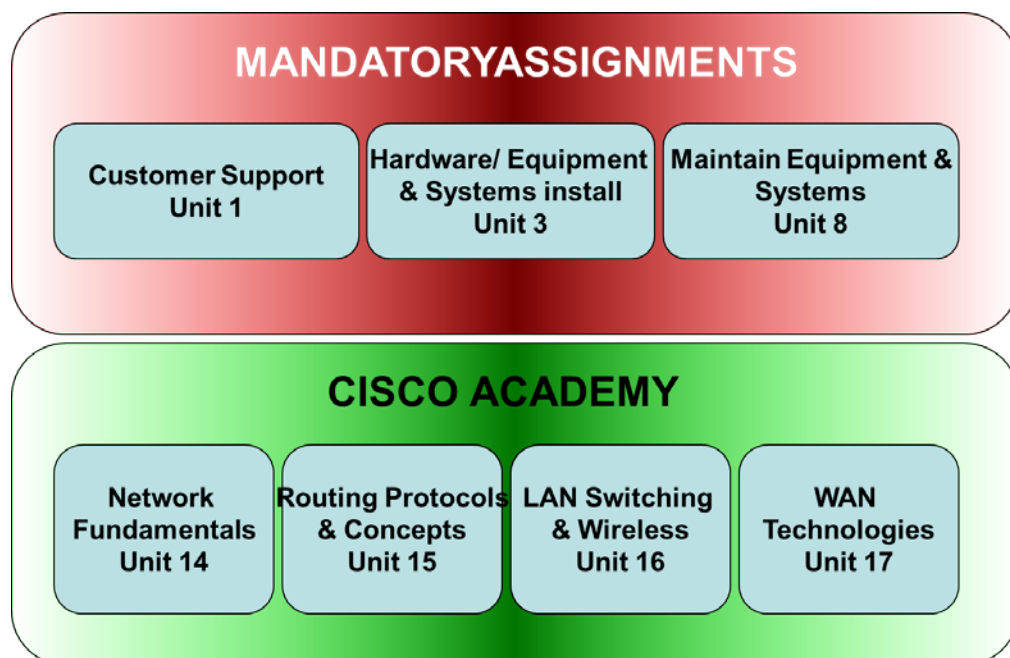 MANDATORYASSIGNMENTS
Customer Support
Unit 1
Hardware/ Equipment
& Systems install
Unit 3
Maintain Equipment &
Systems
Unit 8
CISCO ACADEMY
Network
Fundamentals
Unit 14
Routing Protocols
& Concepts
Unit 15
LAN Switching
& Wireless
Unit 16
WAN
Technologies
Unit 17